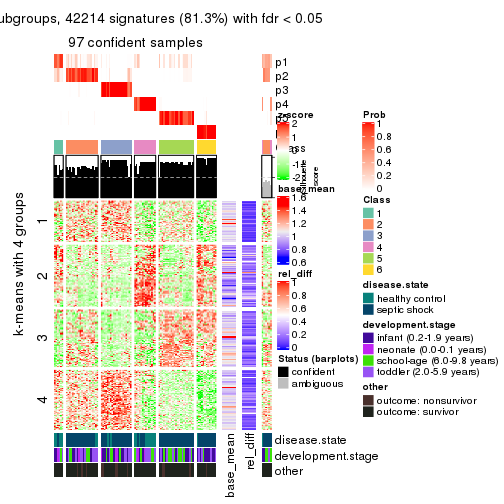 ubgroups, 42214 signatures (81.3%) with fdr < 0.05
97 confident samples
p1
p2
p3
p4
z-score
2
1
-2
Class
Silhouette
score
base_mean
1.6
1.4
1.2
1
0.8
0.6
rel_diff
1
0.8
0.6
0.4
0.2
0
Status (barplots)
confident
ambiguous
Prob
1
0.8
0.6
0.4
0.2
0
Class
1
2
3
4
5
6
disease.state
healthy control
septic shock
development.stage
infant (0.2-1.9 years)
neonate (0.0-0.1 years)
school-age (6.0-9.8 years)
toddler (2.0-5.9 years)
other
outcome: nonsurvivor
outcome: survivor
k-means with 4 groups
1
2
3
4
disease.state
development.stage
other
base_mean
rel_diff